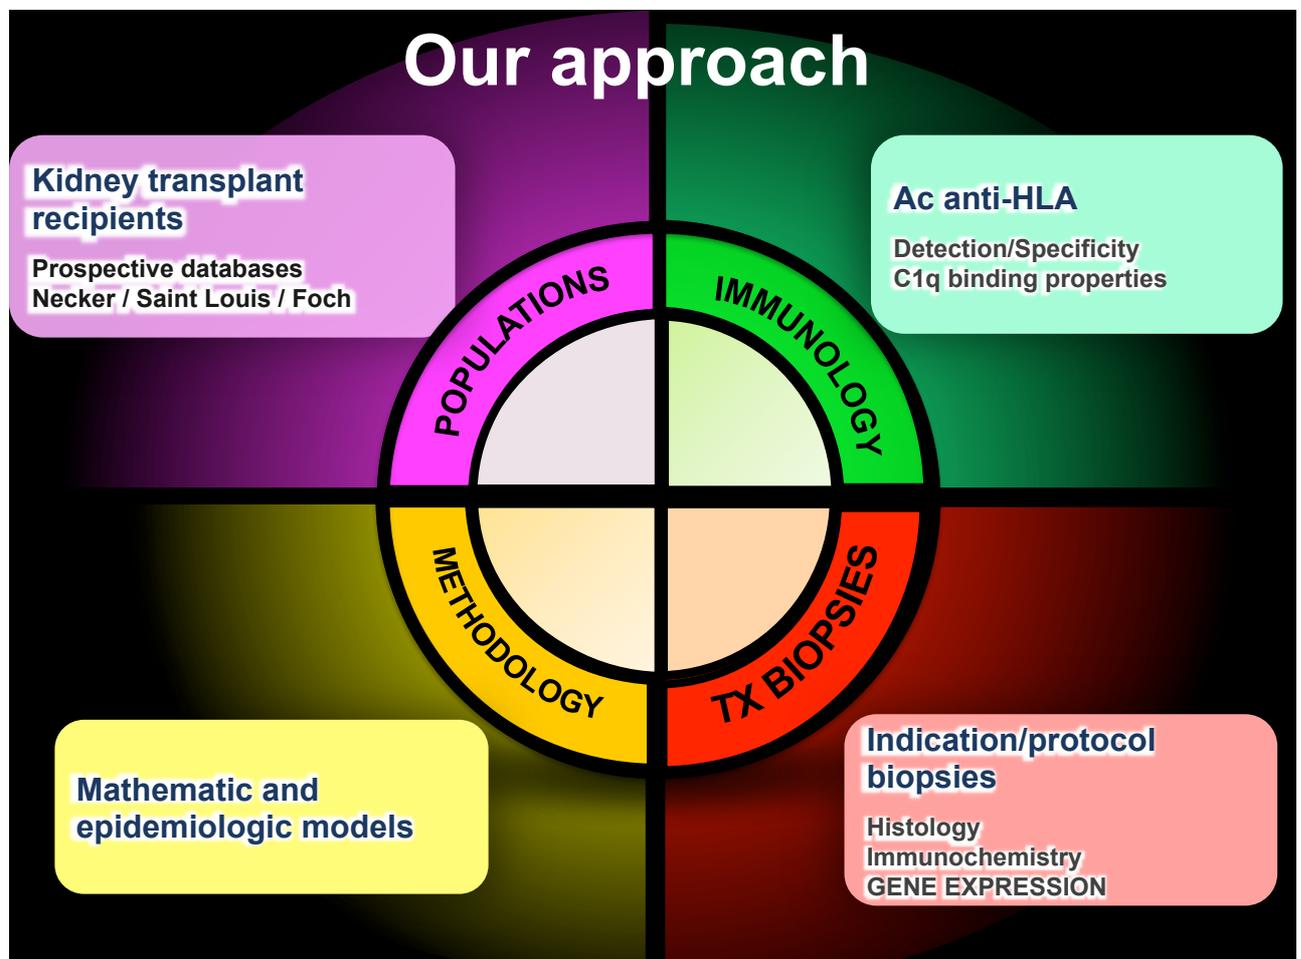 Our approach
Kidney transplant
recipients
Prospective databases
Necker / Saint Louis / Foch
Ac anti-HLA
Detection/Specificity
C1q binding properties
POPULATIONS
IMMUNOLOGY
METHODOLOGY
TX BIOPSIES
Mathematic and
epidemiologic models
Indication/protocol
biopsies
Histology
Immunochemistry
GENE EXPRESSION